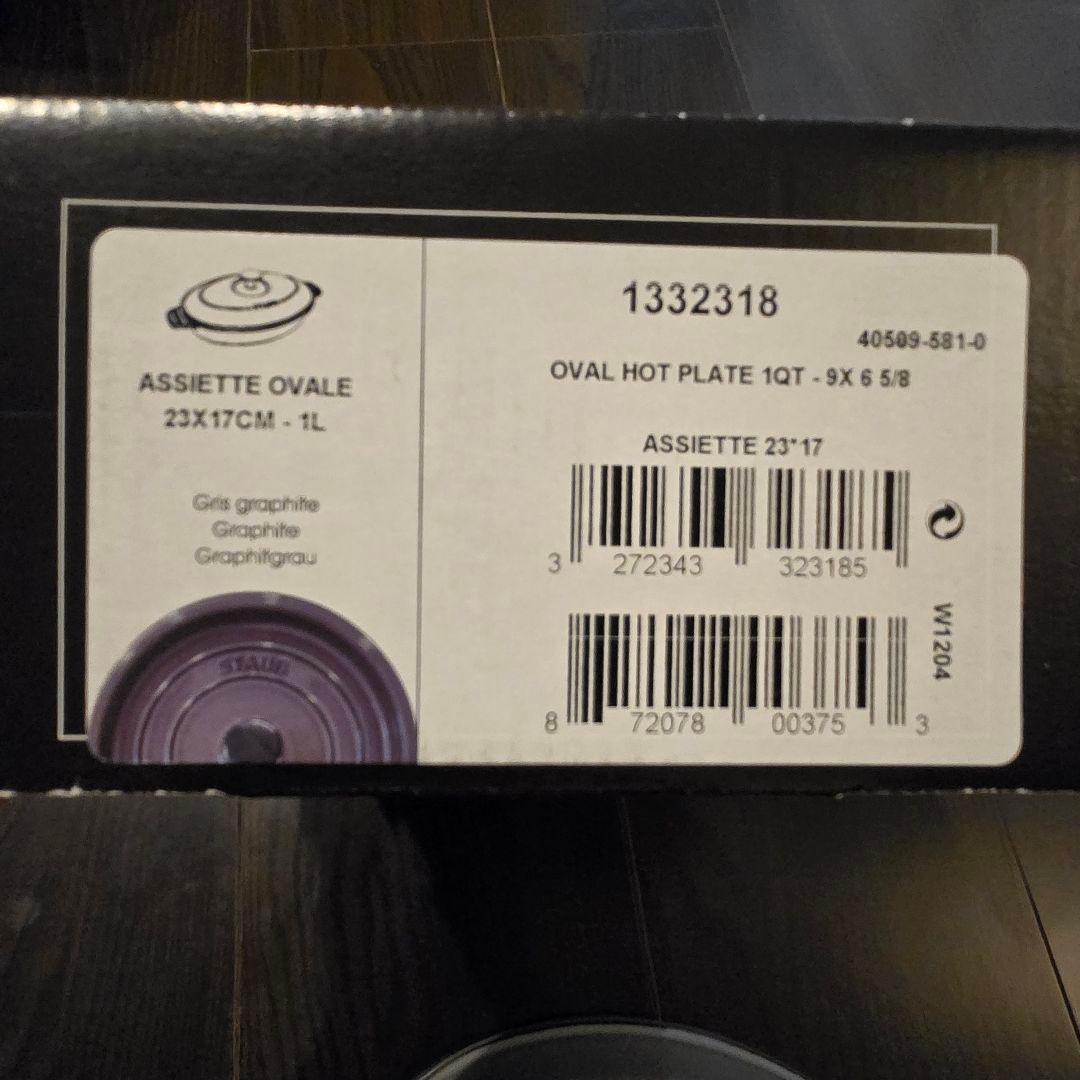 ASSIETTE OVALE
23X17CM - 1L
Gris graphite
Graphite
Graphitgrau
STAUB
1332318
40509-581-0
OVAL HOT PLATE 1QT - 9X 6 5/8
ASSIETTE 23*17
3 272343 323185
W1204
8 72078 00375 3